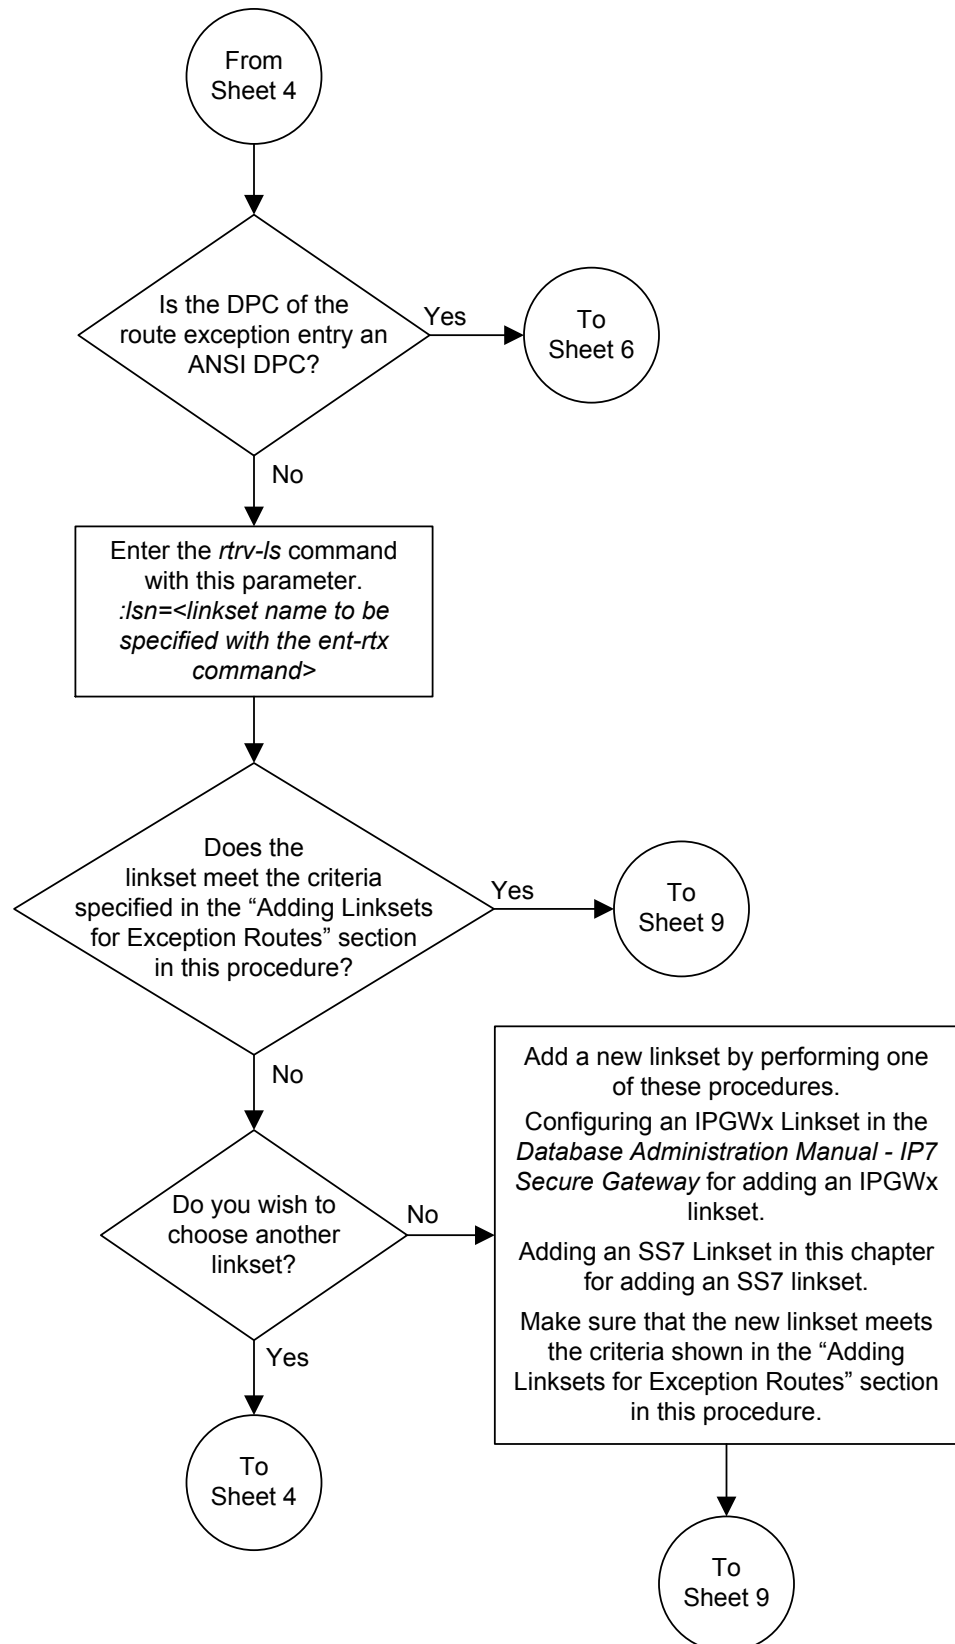 From
Sheet 4
Is the DPC of the
route exception entry an
ANSI DPC?
Yes
To
Sheet 6
No
Enter the rtrv-ls command
with this parameter.
:lsn=<linkset name to be
specified with the ent-rtx
command>
Does the
linkset meet the criteria
specified in the “Adding Linksets
for Exception Routes” section
in this procedure?
Yes
To
Sheet 9
No
Do you wish to
choose another
linkset?
No
Add a new linkset by performing one
of these procedures.
Configuring an IPGWx Linkset in the
Database Administration Manual - IP7
Secure Gateway for adding an IPGWx
linkset.
Adding an SS7 Linkset in this chapter
for adding an SS7 linkset.
Make sure that the new linkset meets
the criteria shown in the “Adding
Linksets for Exception Routes” section
in this procedure.
Yes
To
Sheet 4
To
Sheet 9